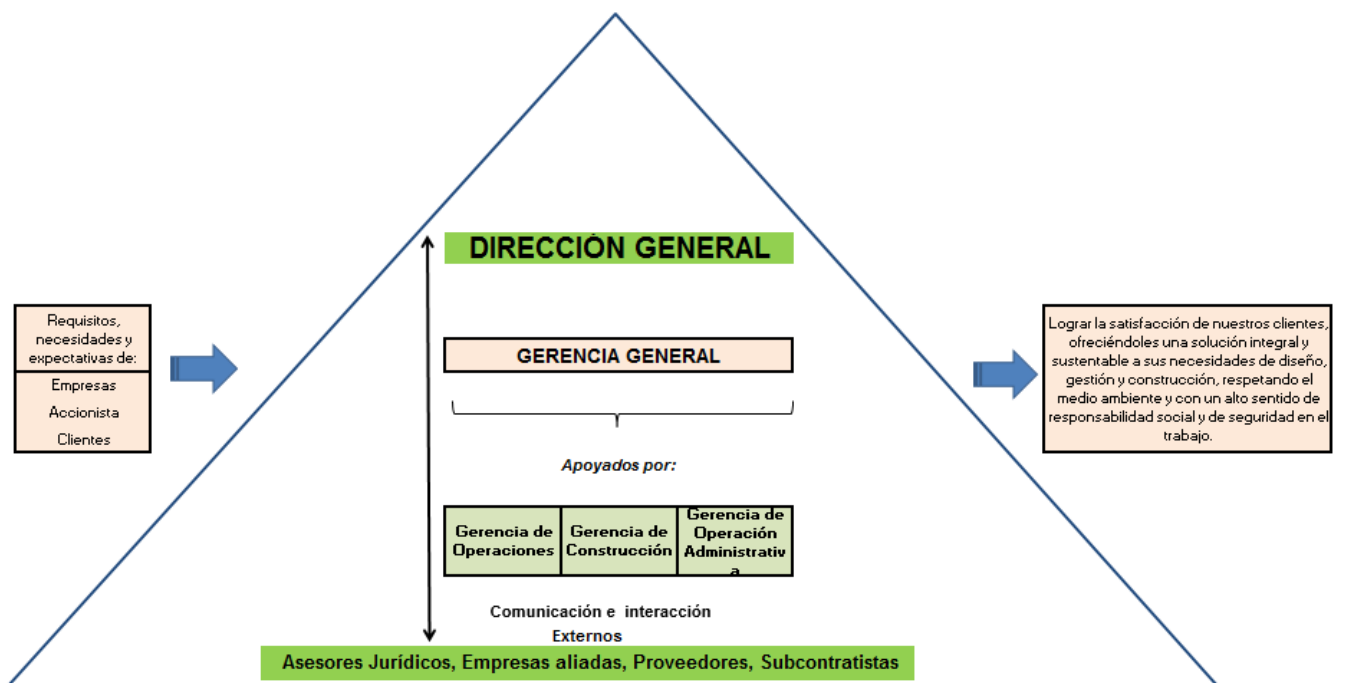 DIRECCIÓN GENERAL
Requisitos,
necesidades y
expectativas de:
Empresas
Accionista
Clientes
GERENCIA GENERAL
Apoyados por:
Gerencia de
Operaciones
Gerencia de
Construcción
Gerencia de
Operación
Administrativ
a
Comunicación e interacción
Externos
Asesores Jurídicos, Empresas aliadas, Proveedores, Subcontratistas
Lograr la satisfacción de nuestros clientes,
ofreciéndoles una solución integral y
sustentable a sus necesidades de diseño,
gestión y construcción, respetando el
medio ambiente y con un alto sentido de
responsabilidad social y de seguridad en el
trabajo.